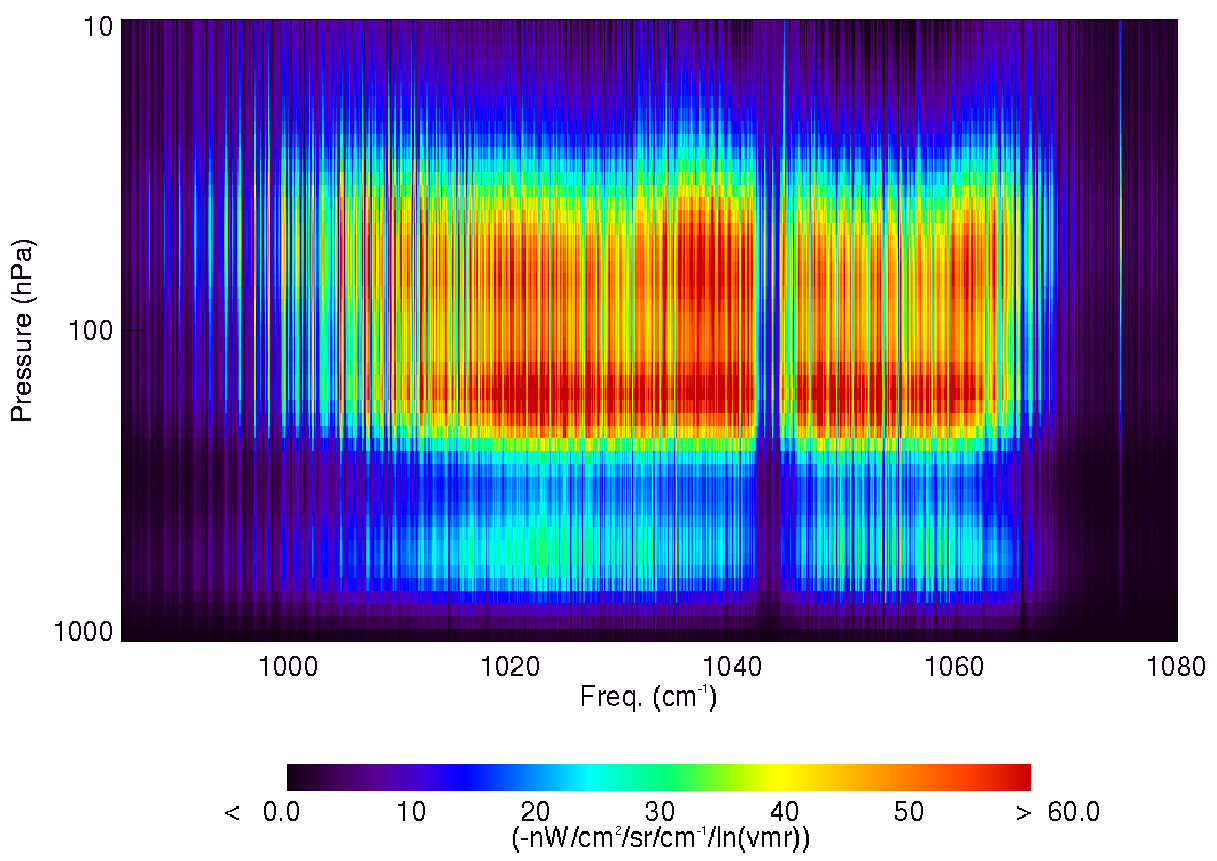 10
100
1000
Pressure (hPa)
1000 1020 1040 1060 1080
Freq. (cm⁻¹)
< 0.0 10 20 30 40 50 > 60.0
(-nW/cm²/sr/cm⁻¹/ln(vmr))